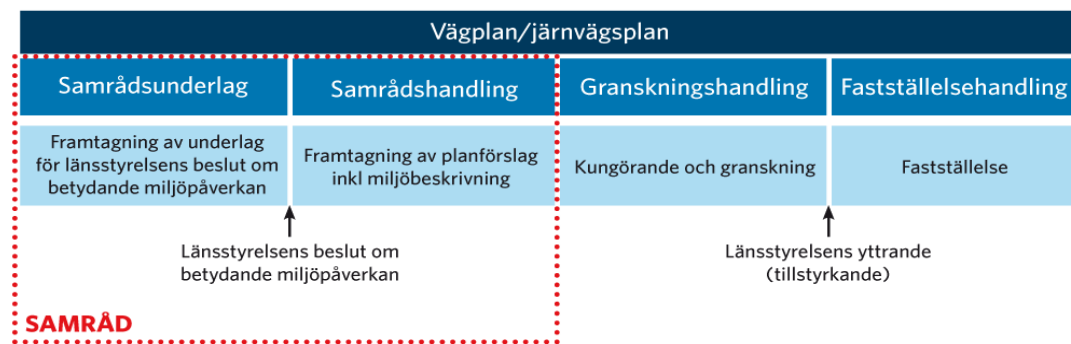 Vägplan/järnvägsplan
Samrådsunderlag
Samrådshandling
Granskningshandling
Fastställelsehandling
Framtagning av underlag
för länsstyrelsens beslut om
betydande miljöpåverkan
Framtagning av planförslag
inkl miljöbeskrivning
Kungörande och granskning
Fastställelse
Länsstyrelsens beslut om
betydande miljöpåverkan
Länsstyrelsens yttrande
(tillstyrkande)
SAMRÅD